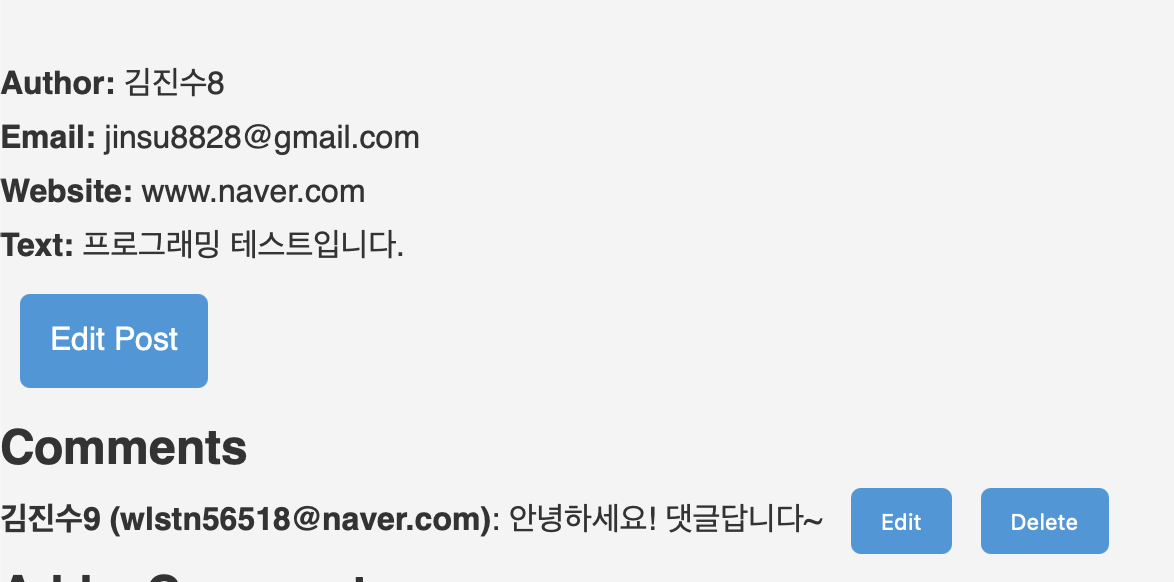 Author: 김진수8
Email: jinsu8828@gmail.com
Website: www.naver.com
Text: 프로그래밍 테스트입니다.
Edit Post
Comments
김진수9 (wlstn56518@naver.com): 안녕하세요! 댓글답니다~ Edit Delete